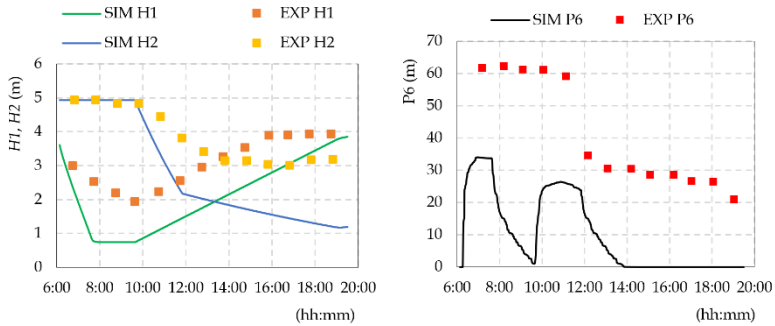 SIM H1 EXP H1
SIM H2 EXP H2
6
5
4
3
2
1
0
H1, H2 (m)
6:00 8:00 10:00 12:00 14:00 16:00 18:00 20:00
(hh:mm)
SIM P6 EXP P6
70
60
50
40
30
20
10
0
P6 (m)
6:00 8:00 10:00 12:00 14:00 16:00 18:00 20:00
(hh:mm)